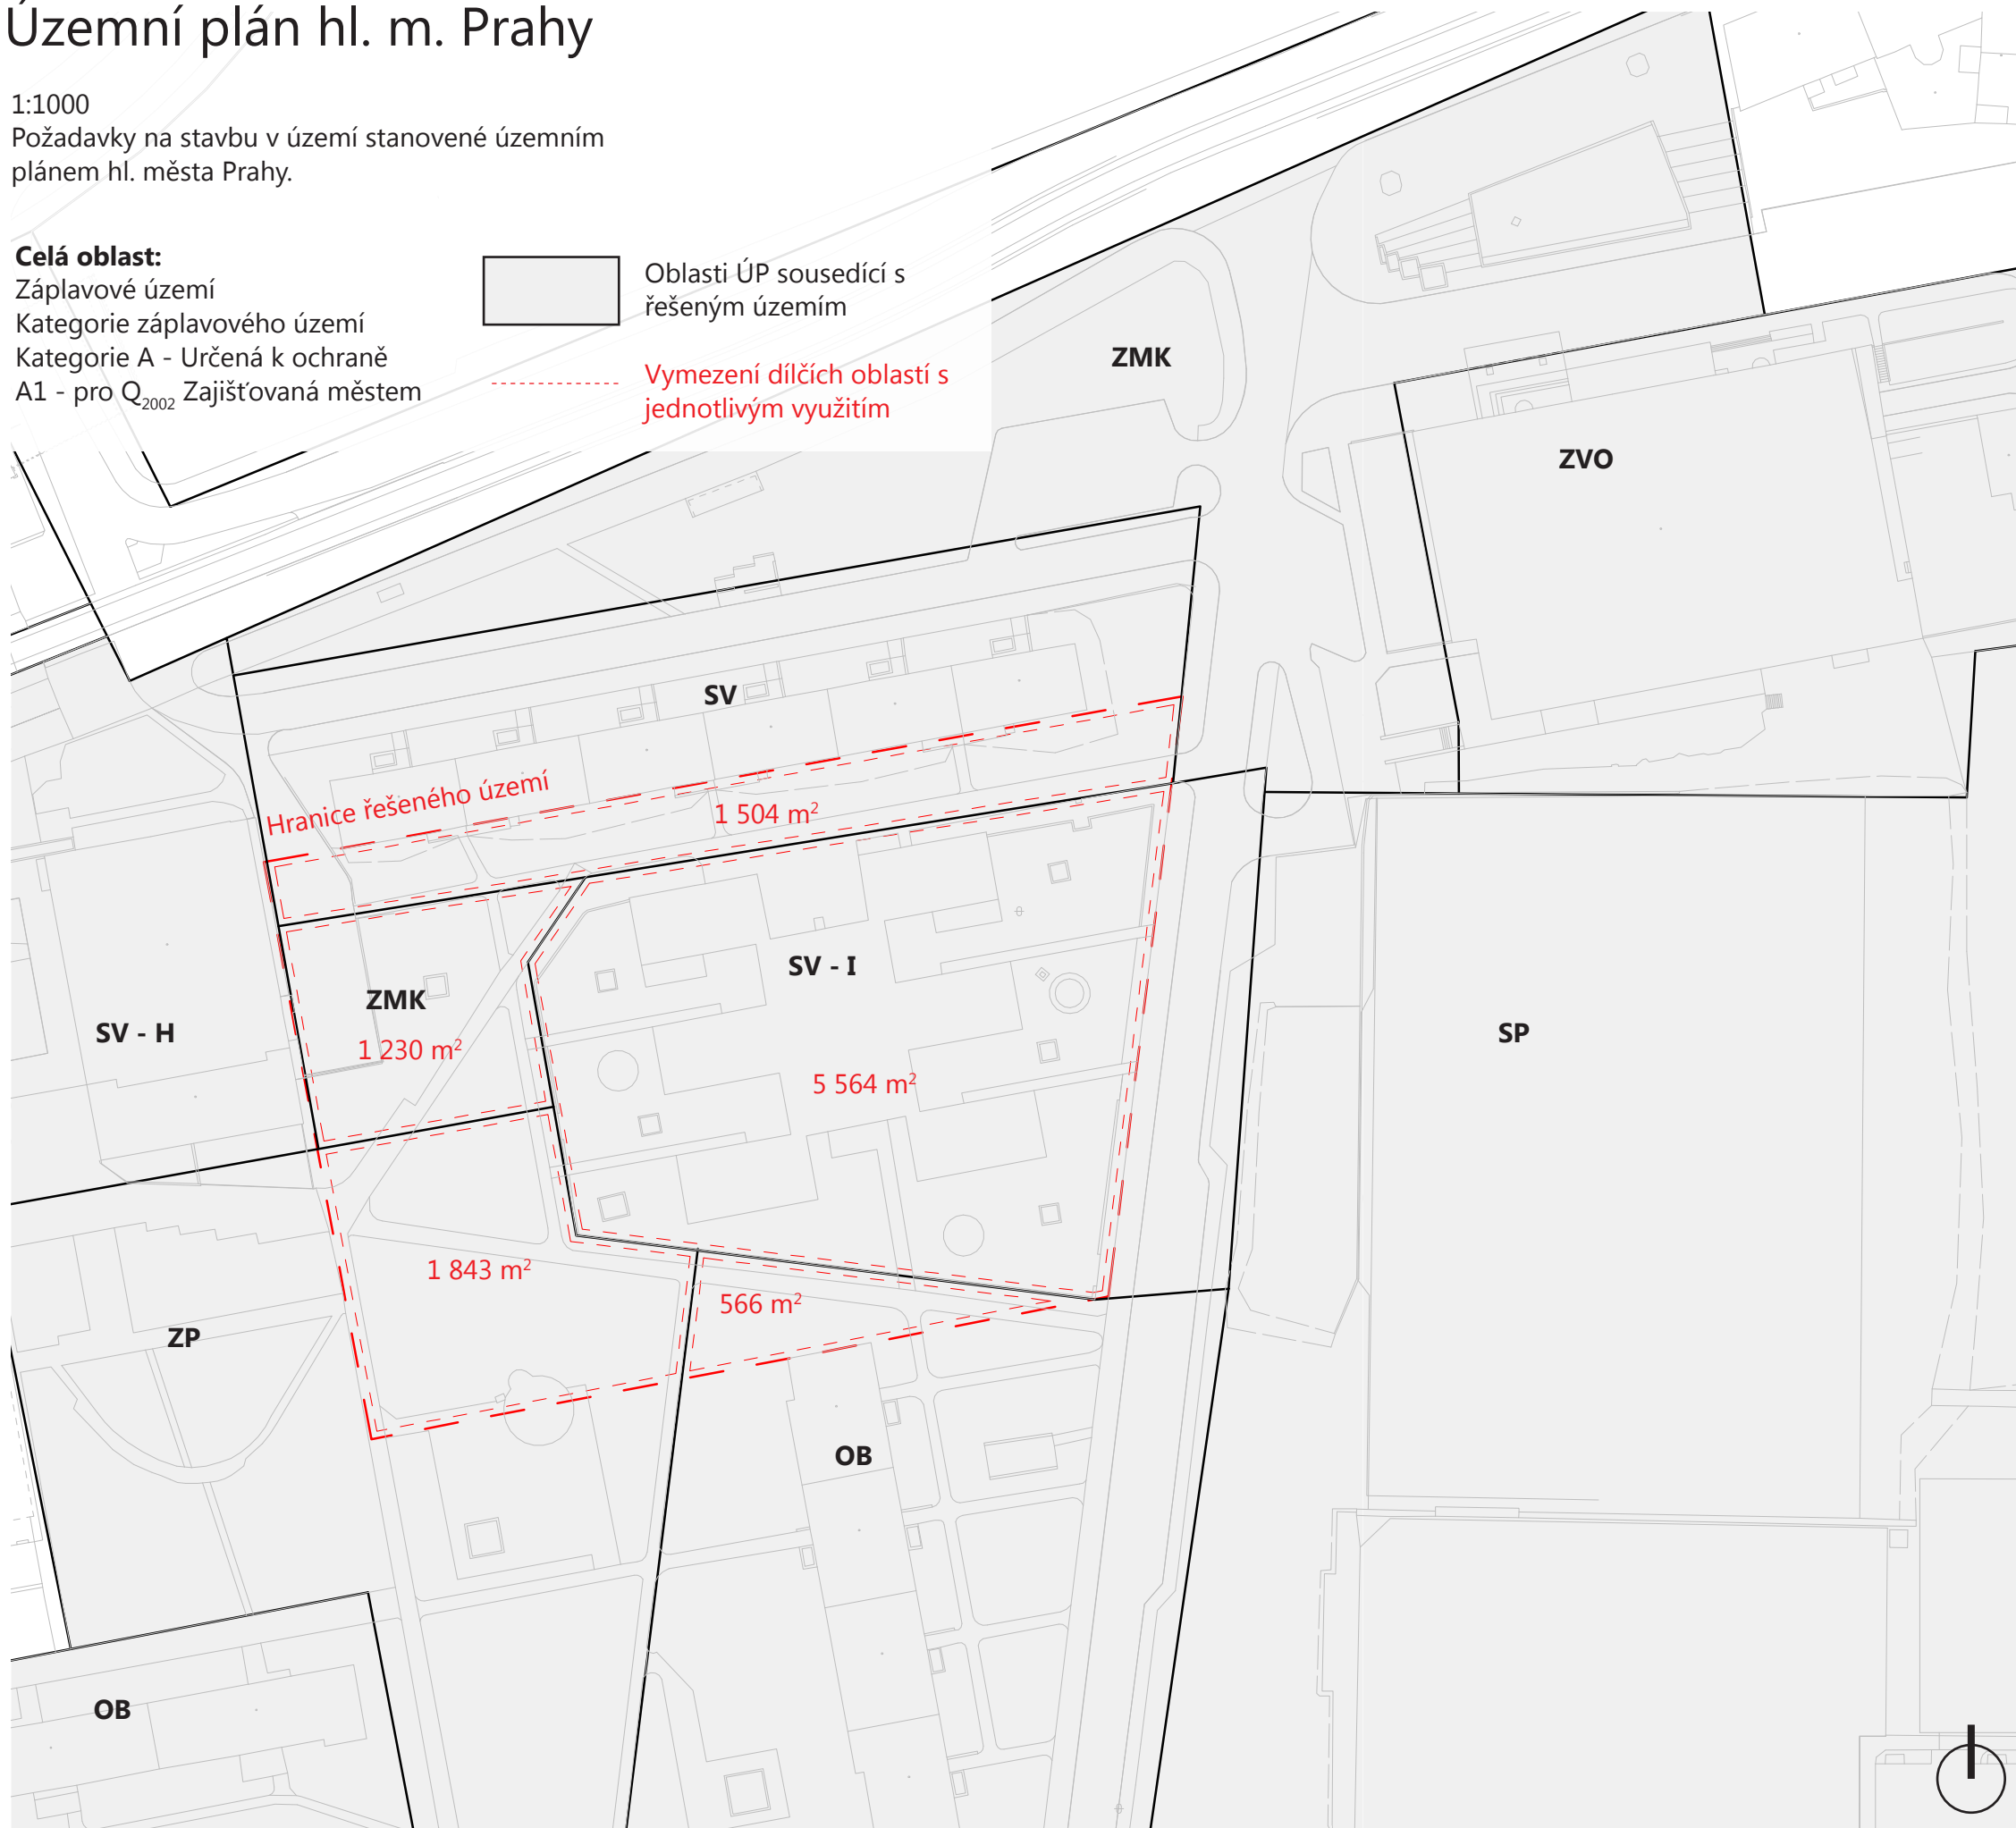 Územní plán hl. m. Prahy
1:1000
Požadavky na stavbu v území stanovené územním
plánem hl. města Prahy.
Celá oblast:
Záplavové území
Kategorie záplavového území
Kategorie A - Určená k ochraně
A1 - pro Q2002 Zajišťovaná městem
Oblasti ÚP sousedící s
řešeným územím
Vymezení dílčích oblastí s
jednotlivým využitím
ZMK
ZVO
SV
Hranice řešeného území
1 504 m²
SV - I
ZMK
SV - H
1 230 m²
SP
5 564 m²
1 843 m²
566 m²
ZP
OB
OB